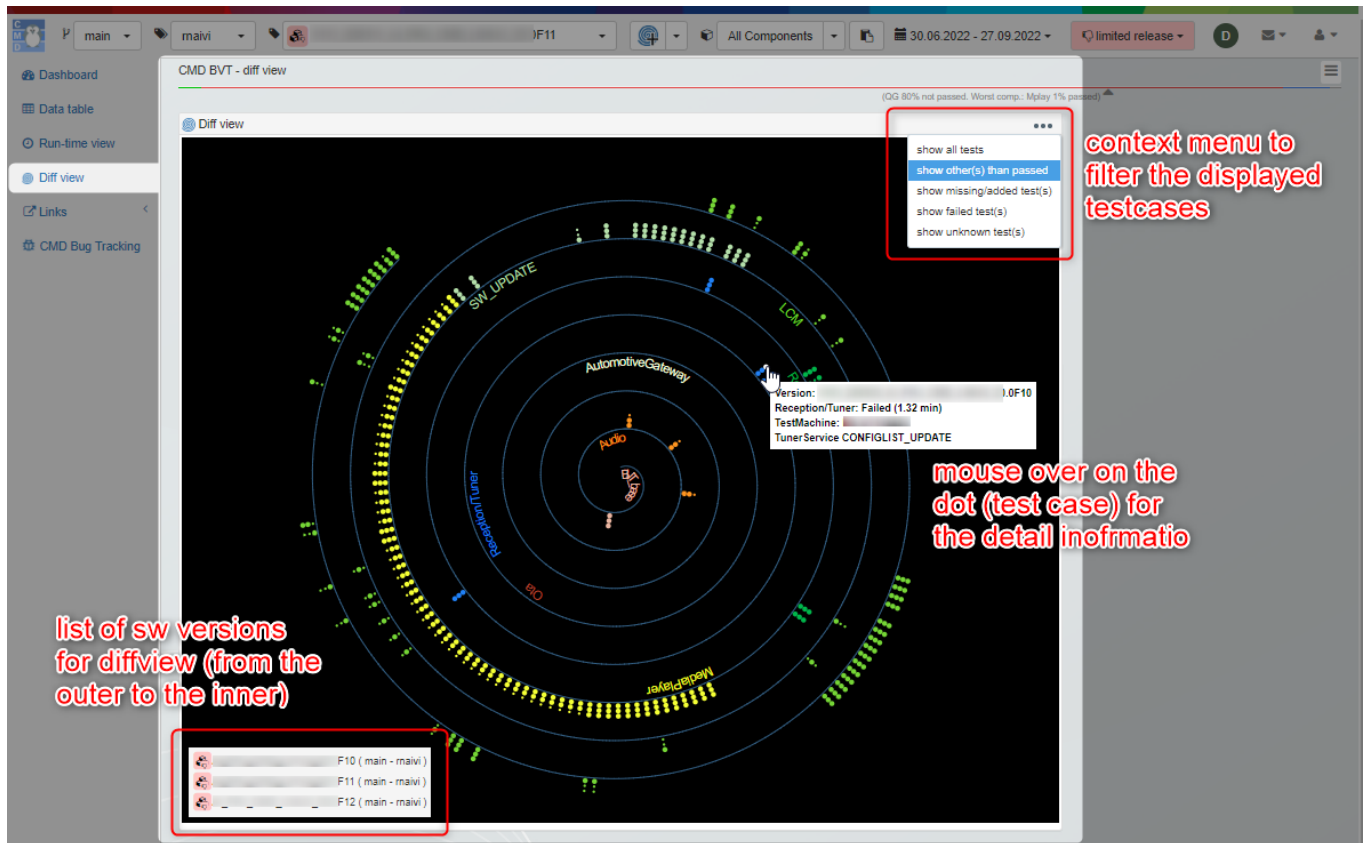 C M D
main
rnaivi
)F11
All Components
30.06.2022 - 27.09.2022
limited release
D
Dashboard
Data table
Run-time view
Diff view
Links
CMD Bug Tracking
CMD BVT - diff view
(QG 80% not passed. Worst comp.: Mplay 1% passed)
Diff view
show all tests
show other(s) than passed
show missing/added test(s)
show failed test(s)
show unknown test(s)
context menu to
filter the displayed
testcases
SW_UPDATE
LCM
AutomotiveGateway
Audio
Reception/Tuner
Ola
MediaPlayer
Version: ).0F10
Reception/Tuner: Failed (1.32 min)
TestMachine:
TunerService CONFIGLIST_UPDATE
mouse over on the
dot (test case) for
the detail inofrmatio
list of sw versions
for diffview (from the
outer to the inner)
F10 ( main - rnaivi )
F11 ( main - rnaivi )
F12 ( main - rnaivi )